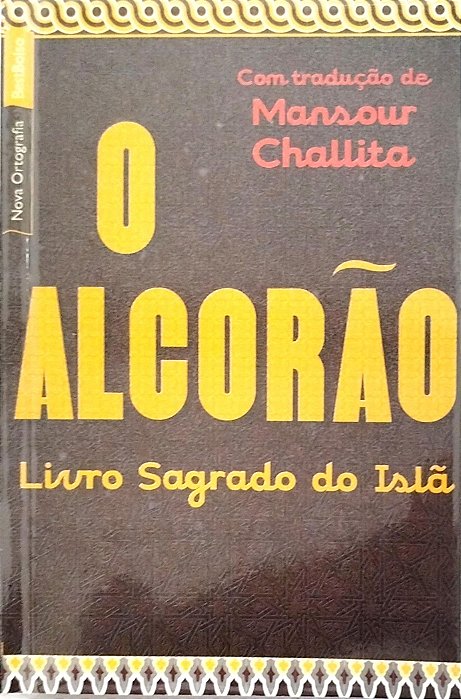 Com tradução de
Mansour
Challita
O
ALCORÃO
Livro Sagrado do Islã
Nova Ortografia
BestBolso